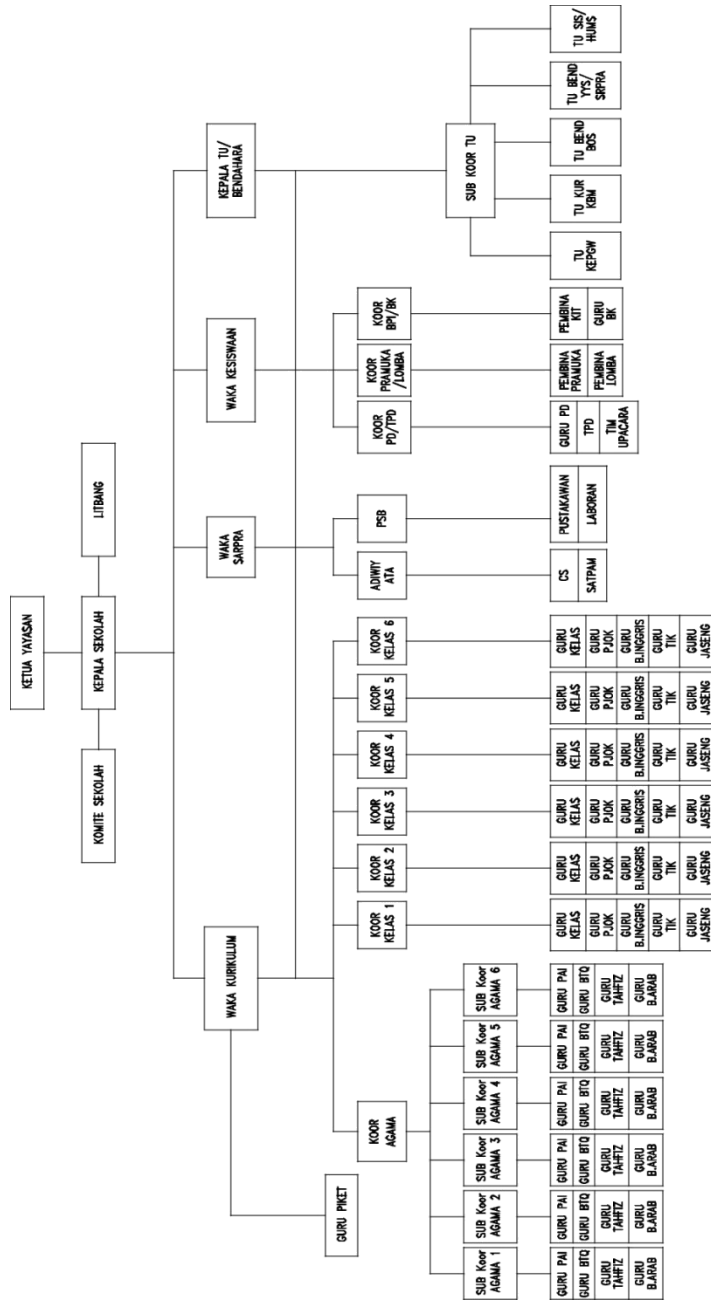 KETUA YAYASAN
KOMITE SEKOLAH
KEPALA SEKOLAH
LITBANG
WAKA KURIKULUM
WAKA
SARPRA
WAKA KESISWAAN
KEPALA TU/
BENDAHARA
GURU PIKET
KOOR
AGAMA
KOOR
KELAS 1
KOOR
KELAS 2
KOOR
KELAS 3
KOOR
KELAS 4
KOOR
KELAS 5
KOOR
KELAS 6
ADIWIY
ATA
PSB
KOOR
PD/TPD
KOOR
PRAMUKA
/LOMBA
KOOR
BPI/BK
SUB KOOR TU
SUB Koor
AGAMA 1
SUB Koor
AGAMA 2
SUB Koor
AGAMA 3
SUB Koor
AGAMA 4
SUB Koor
AGAMA 5
SUB Koor
AGAMA 6
GURU PAI
GURU BTQ
GURU
TAHFIZ
GURU
B.ARAB
GURU PAI
GURU BTQ
GURU
TAHFIZ
GURU
B.ARAB
GURU PAI
GURU BTQ
GURU
TAHFIZ
GURU
B.ARAB
GURU PAI
GURU BTQ
GURU
TAHFIZ
GURU
B.ARAB
GURU PAI
GURU BTQ
GURU
TAHFIZ
GURU
B.ARAB
GURU PAI
GURU BTQ
GURU
TAHFIZ
GURU
B.ARAB
GURU
KELAS
GURU
PJOK
GURU
B.INGGRIS
GURU
TIK
GURU
JASENG
GURU
KELAS
GURU
PJOK
GURU
B.INGGRIS
GURU
TIK
GURU
JASENG
GURU
KELAS
GURU
PJOK
GURU
B.INGGRIS
GURU
TIK
GURU
JASENG
GURU
KELAS
GURU
PJOK
GURU
B.INGGRIS
GURU
TIK
GURU
JASENG
GURU
KELAS
GURU
PJOK
GURU
B.INGGRIS
GURU
TIK
GURU
JASENG
GURU
KELAS
GURU
PJOK
GURU
B.INGGRIS
GURU
TIK
GURU
JASENG
CS
SATPAM
PUSTAKAWAN
LABORAN
GURU PD
TPD
TIM
UPACARA
PEMBINA
PRAMUKA
PEMBINA
LOMBA
PEMBINA
KIT
GURU
BK
TU
KEPGW
TU KUR
KBM
TU BEND
BOS
TU BEND
YYS/
SRPRA
TU SIS/
HUMS